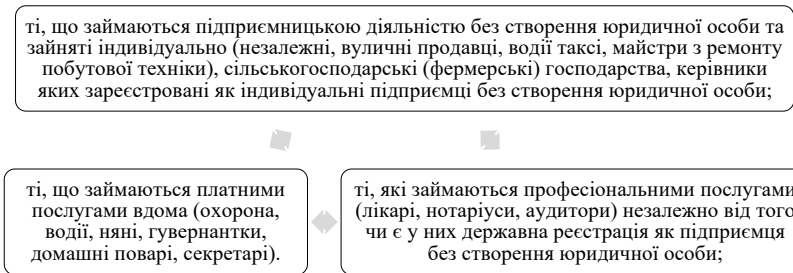 ті, що займаються підприємницькою діяльністю без створення юридичної особи та
зайняті індивідуально (незалежні, вуличні продавці, водії таксі, майстри з ремонту
побутової техніки), сільськогосподарські (фермерські) господарства, керівники
яких зареєстровані як індивідуальні підприємці без створення юридичної особи;
ті, що займаються платними
послугами вдома (охорона,
водії, няні, гувернантки,
домашні поварі, секретарі).
ті, які займаються професіональними послугами
(лікарі, нотаріуси, аудитори) незалежно від того
чи є у них державна реєстрація як підприємця
без створення юридичної особи;